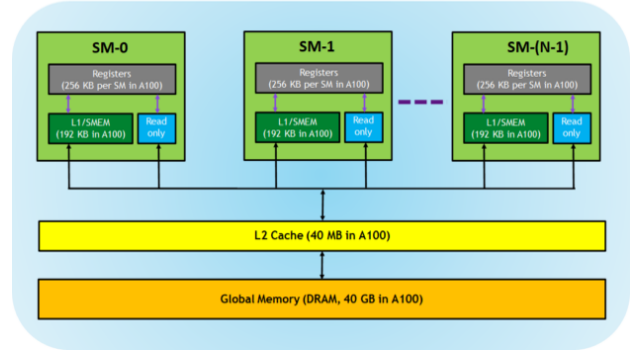 SM-0
Registers
(256 KB per SM in A100)
L1/SMEM
(192 KB in A100)
Read
only
SM-1
Registers
(256 KB per SM in A100)
L1/SMEM
(192 KB in A100)
Read
only
SM-(N-1)
Registers
(256 KB per SM in A100)
L1/SMEM
(192 KB in A100)
Read
only
L2 Cache (40 MB in A100)
Global Memory (DRAM, 40 GB in A100)